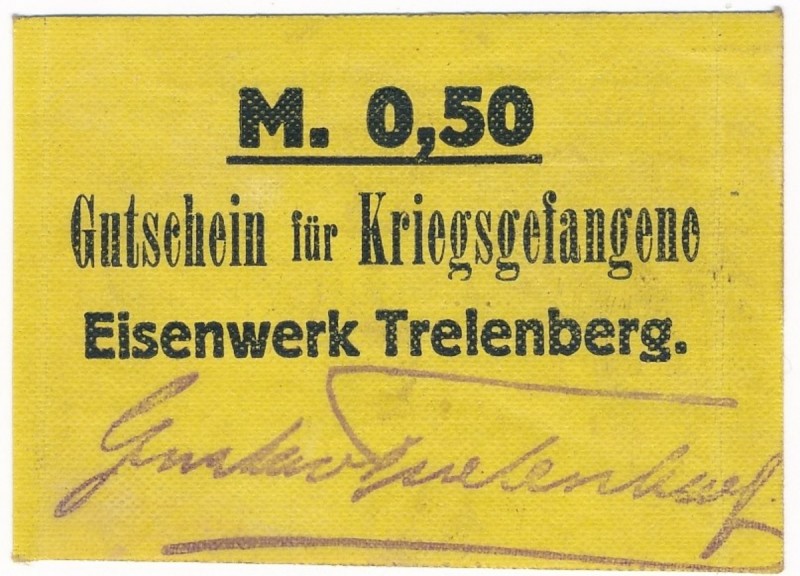 M. 0,50
Gutschein für Kriegsgefangene
Eisenwerk Trelenberg.
Gustav Trelenberg